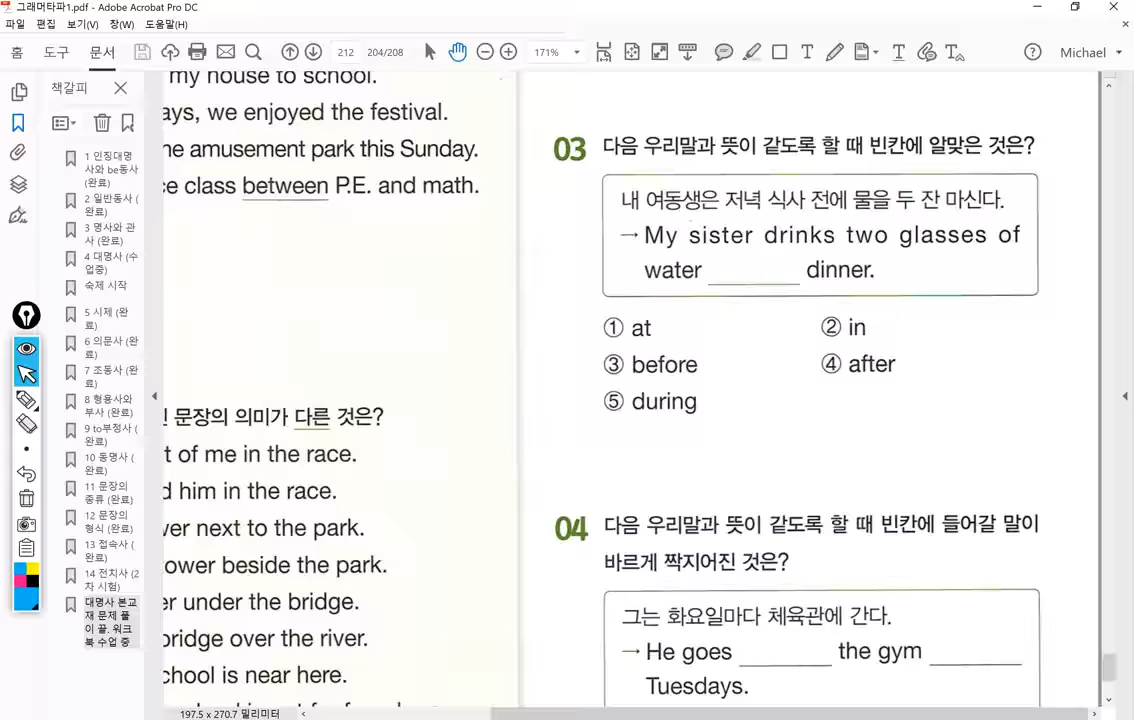 그래머타파1.pdf - Adobe Acrobat Pro DC
파일 편집 보기(V) 창(W) 도움말(H)
홈 도구 문서 212 204/208 171% Michael
책갈피
1 인칭대명
사와 be동사
(완료)
2 일반동사 (
완료)
3 명사와 관
사 (완료)
4 대명사 (수
업중)
숙제 시작
5 시제 (완
료)
6 의문사 (완
료)
7 조동사 (완
료)
8 형용사와
부사 (완료)
9 to부정사 (
완료)
10 동명사 (
완료)
11 문장의
종류 (완료)
12 문장의
형식 (완료)
13 접속사 (
완료)
14 전치사 (2
차 시험)
대명사 본교
재 문제 풀
이 끝. 워크
북 수업 중
my house to school.
ays, we enjoyed the festival.
ne amusement park this Sunday.
ce class between P.E. and math.
문장의 의미가 다른 것은?
t of me in the race.
d him in the race.
wer next to the park.
ower beside the park.
er under the bridge.
bridge over the river.
chool is near here.
03 다음 우리말과 뜻이 같도록 할 때 빈칸에 알맞은 것은?
내 여동생은 저녁 식사 전에 물을 두 잔 마신다.
→ My sister drinks two glasses of
water ________ dinner.
① at ② in
③ before ④ after
⑤ during
04 다음 우리말과 뜻이 같도록 할 때 빈칸에 들어갈 말이
바르게 짝지어진 것은?
그는 화요일마다 체육관에 간다.
→ He goes ________ the gym ________
Tuesdays.
197.5 x 270.7 밀리미터